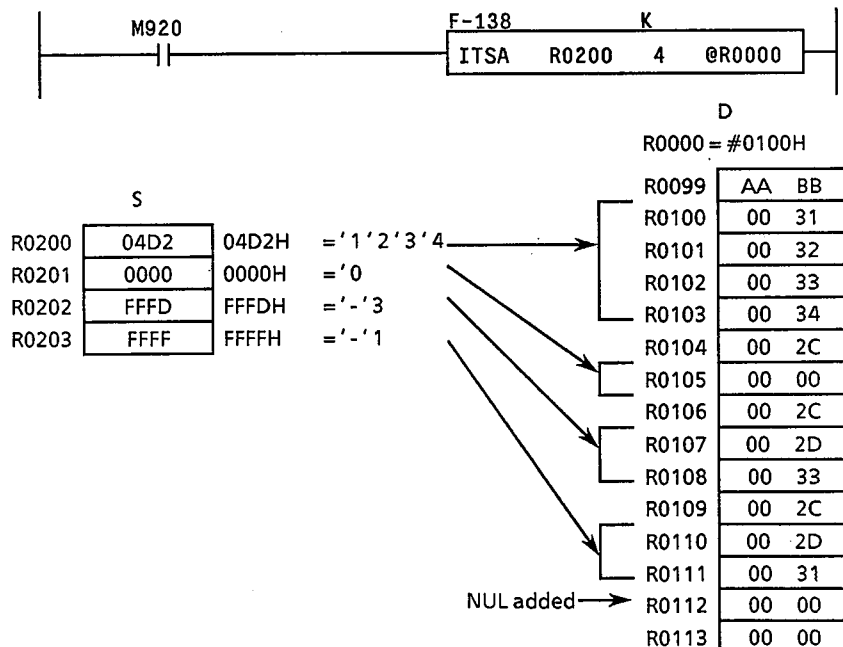 M920
F-138 K
ITSA R0200 4 @R0000
D
R0000 = #0100H
S
R0200 04D2 04D2H ='1'2'3'4
R0201 0000 0000H ='0
R0202 FFFD FFFDH ='-'3
R0203 FFFF FFFFH ='-'1
R0099 AA BB
R0100 00 31
R0101 00 32
R0102 00 33
R0103 00 34
R0104 00 2C
R0105 00 00
R0106 00 2C
R0107 00 2D
R0108 00 33
R0109 00 2C
R0110 00 2D
R0111 00 31
NUL added R0112 00 00
R0113 00 00